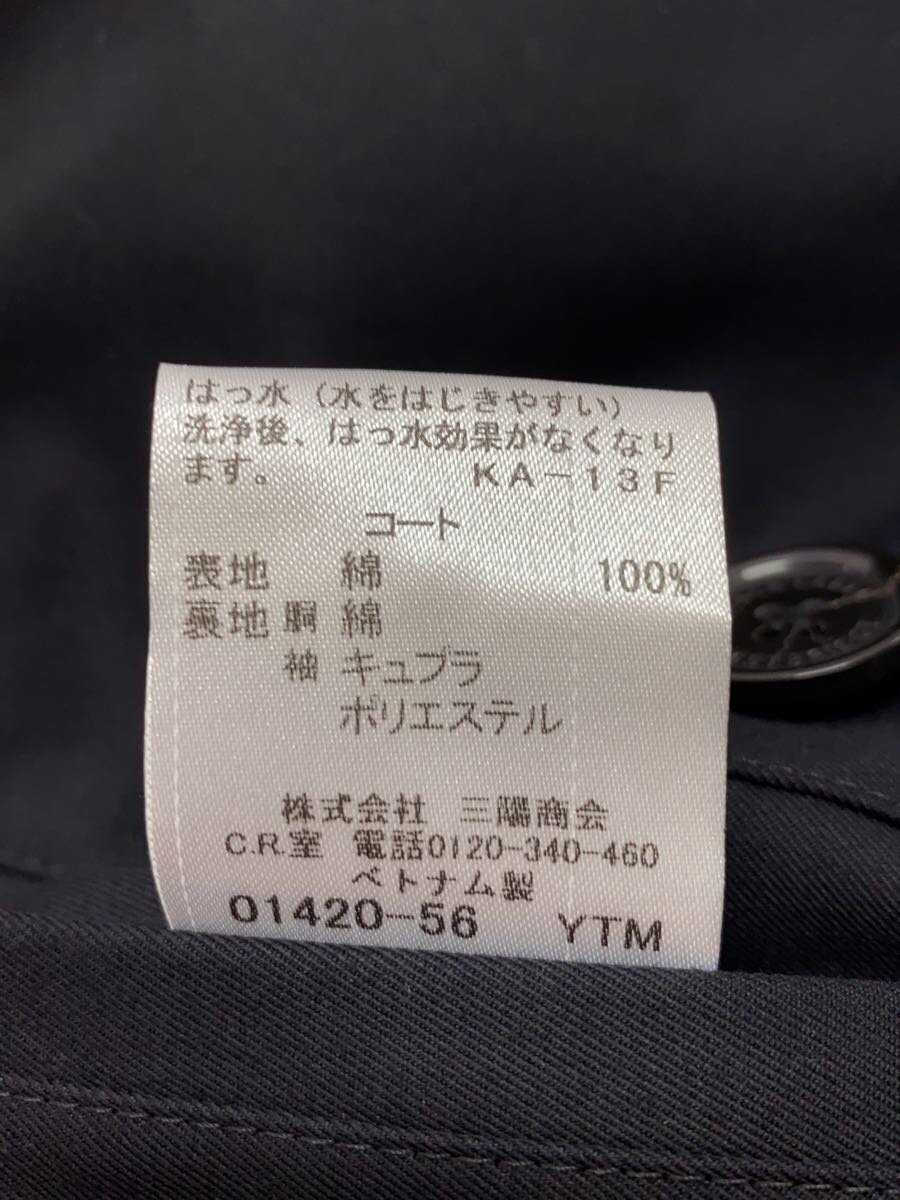 はっ水（水をはじきやすい）
洗浄後、はっ水効果がなくなり
ます。 KA-13F
コート
表地 綿 100%
裏地 胴 綿
袖 キュプラ
ポリエステル
株式会社 三陽商会
C.R.室 電話0120-340-460
ベトナム製
01420-56 YTM